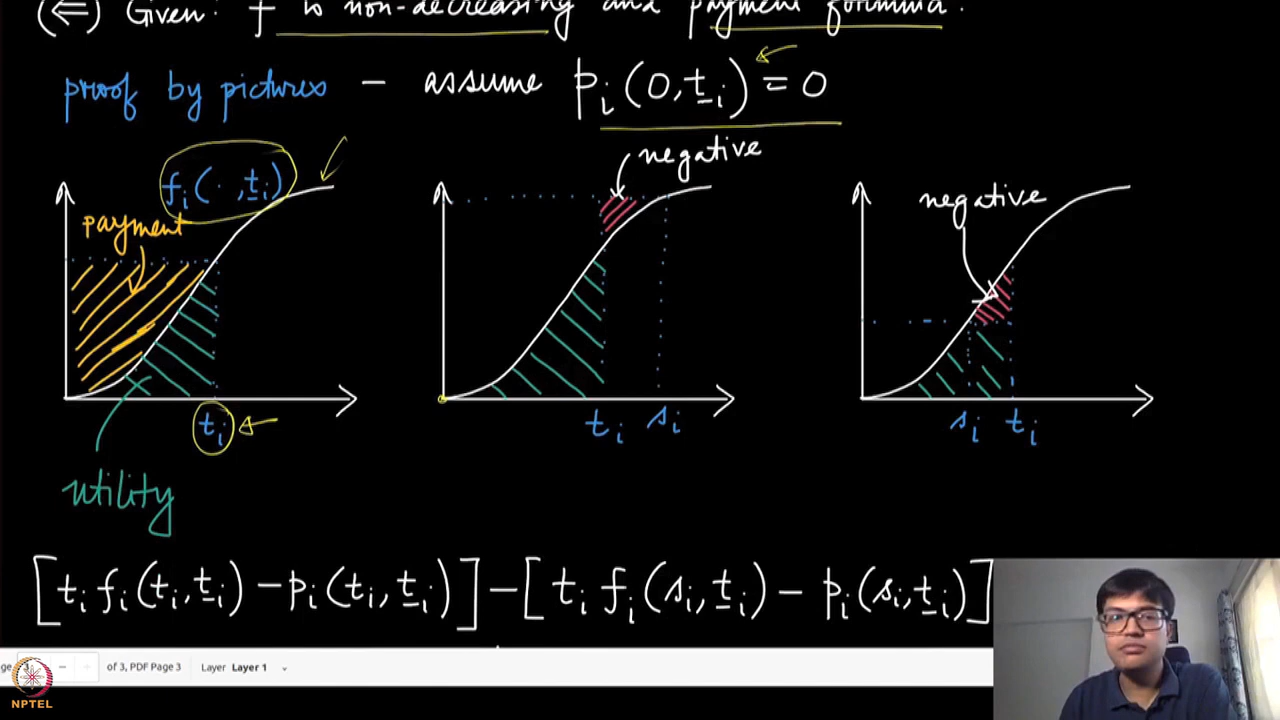 (⇐) Given: f is non-decreasing and payment formula.
proof by pictures – assume pᵢ(0, t̲ᵢ) = 0
negative
fᵢ(·, t̲ᵢ)
payment
negative
tᵢ
tᵢ sᵢ
sᵢ tᵢ
utility
[tᵢ fᵢ(tᵢ, t̲ᵢ) – pᵢ(tᵢ, t̲ᵢ)] – [tᵢ fᵢ(sᵢ, t̲ᵢ) – pᵢ(sᵢ, t̲ᵢ)]
of 3, PDF Page 3 Layer Layer 1
NPTEL